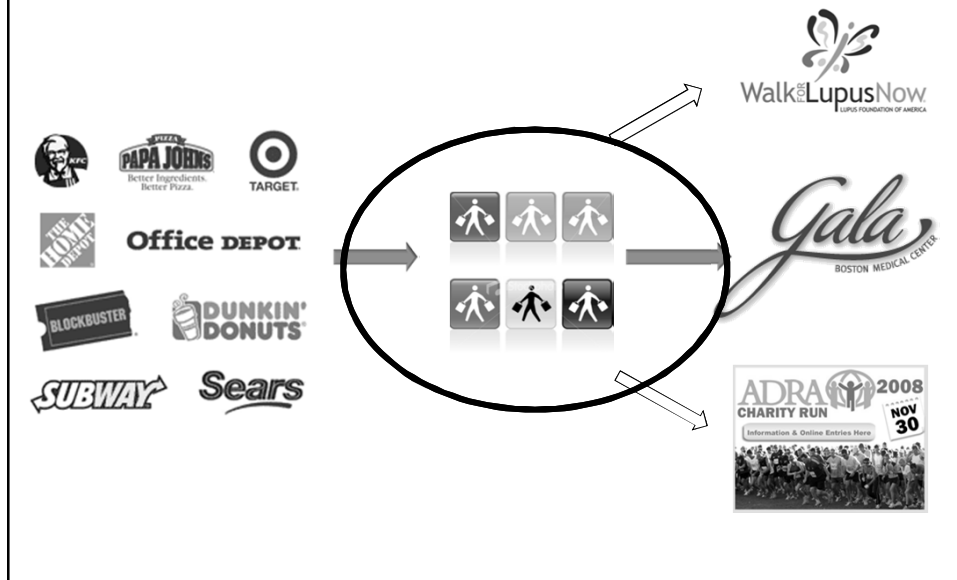 KFC
PIZZA
PAPA JOHNS
Better Ingredients.
Better Pizza.
TARGET.
THE
HOME
DEPOT
Office DEPOT
BLOCKBUSTER
DUNKIN'
DONUTS
SUBWAY
Sears
Walk FOR LupusNow.
LUPUS FOUNDATION OF AMERICA
gala
BOSTON MEDICAL CENTER
ADRA 2008
CHARITY RUN
NOV
30
Information & Online Entries Here